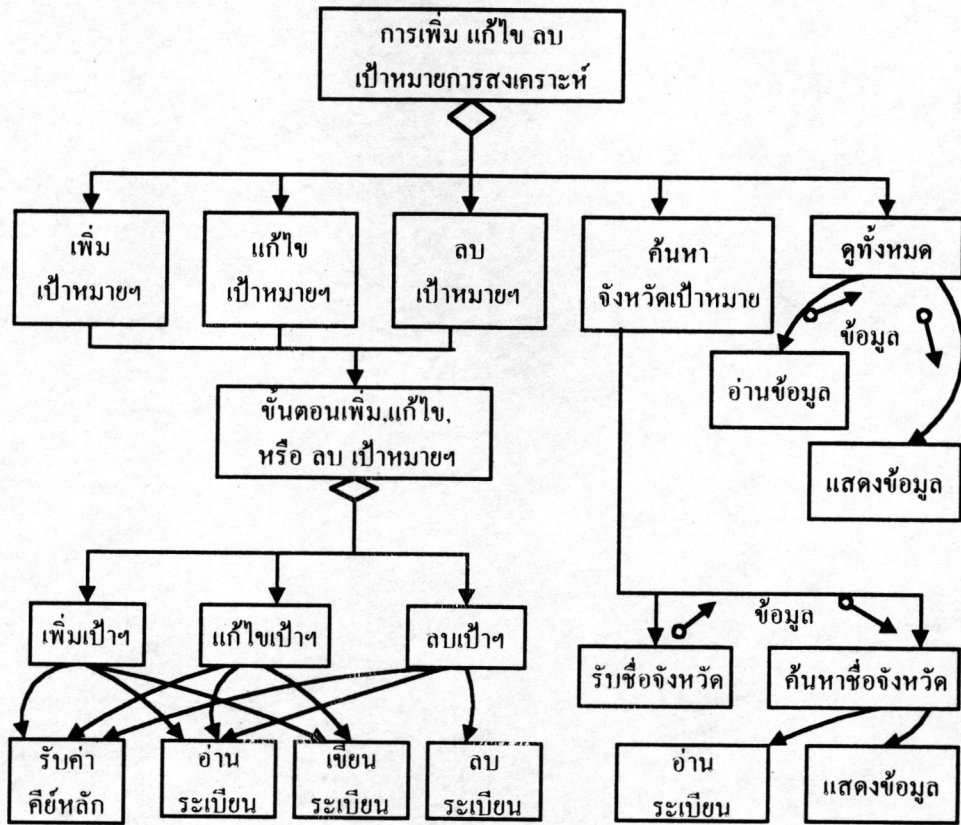 การเพิ่ม แก้ไข ลบ
เป้าหมายการสงเคราะห์
เพิ่ม
เป้าหมายฯ
แก้ไข
เป้าหมายฯ
ลบ
เป้าหมายฯ
ค้นหา
จังหวัดเป้าหมาย
ดูทั้งหมด
ข้อมูล
อ่านข้อมูล
แสดงข้อมูล
ขั้นตอนเพิ่ม,แก้ไข,
หรือ ลบ เป้าหมายฯ
เพิ่มเป้าฯ
แก้ไขเป้าฯ
ลบเป้าฯ
ข้อมูล
รับชื่อจังหวัด
ค้นหาชื่อจังหวัด
รับค่า
คีย์หลัก
อ่าน
ระเบียน
เขียน
ระเบียน
ลบ
ระเบียน
อ่าน
ระเบียน
แสดงข้อมูล